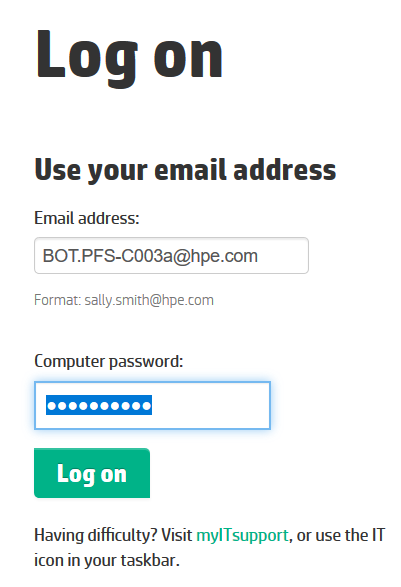 Log on
Use your email address
Email address:
BOT.PFS-C003a@hpe.com
Format: sally.smith@hpe.com
Computer password:
●●●●●●●●●●
Log on
Having difficulty? Visit myITsupport, or use the IT
icon in your taskbar.